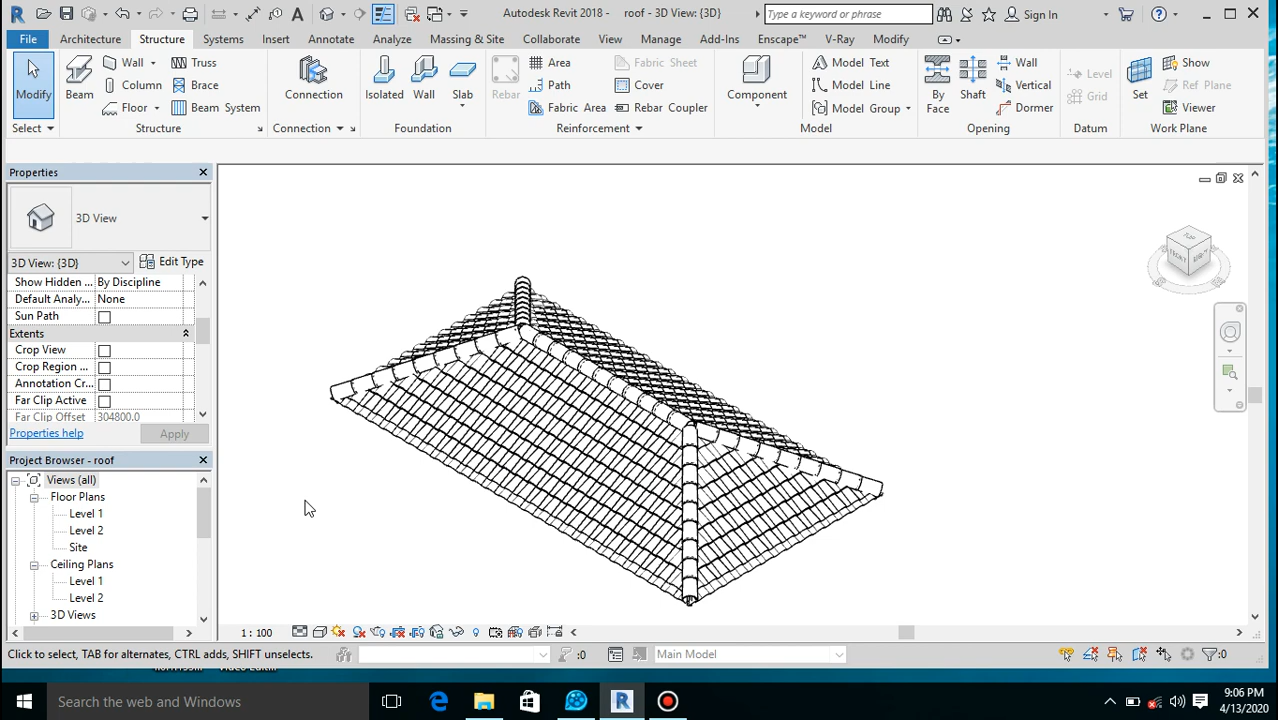 Autodesk Revit 2018 - roof - 3D View: {3D}
Type a keyword or phrase
Sign In
File Architecture Structure Systems Insert Annotate Analyze Massing & Site Collaborate View Manage Add-Ins Enscape™ V-Ray Modify
Modify
Select
Beam
Wall
Column
Floor
Truss
Brace
Beam System
Structure
Connection
Connection
Isolated
Wall
Slab
Foundation
Rebar
Area
Path
Fabric Area
Fabric Sheet
Cover
Rebar Coupler
Reinforcement
Component
Model Text
Model Line
Model Group
Model
By
Face
Shaft
Wall
Vertical
Dormer
Opening
Level
Grid
Datum
Set
Show
Ref Plane
Viewer
Work Plane
Properties
3D View
3D View: {3D}
Edit Type
Show Hidden ... By Discipline
Default Analy... None
Sun Path
Extents
Crop View
Crop Region ...
Annotation Cr...
Far Clip Active
Far Clip Offset 304800.0
Properties help
Apply
Project Browser - roof
Views (all)
Floor Plans
Level 1
Level 2
Site
Ceiling Plans
Level 1
Level 2
3D Views
FRONT
1 : 100
Click to select, TAB for alternates, CTRL adds, SHIFT unselects.
:0
Main Model
:0
Search the web and Windows
9:06 PM
4/13/2020